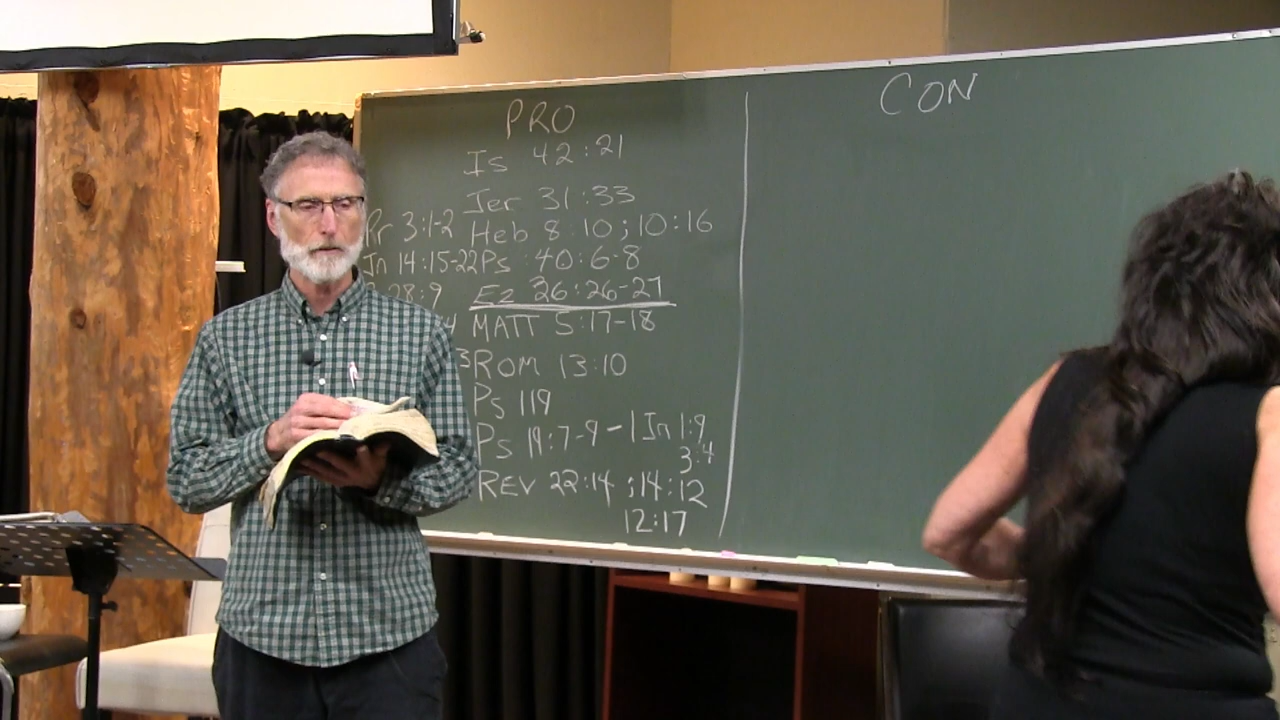 PRO
CON
Is 42:21
Jer 31:33
Pr 3:1-2 Heb 8:10;10:16
Jn 14:15-22 Ps 40:6-8
28:9 Ez 36:26-27
4 MATT 5:17-18
3 Rom 13:10
Ps 119
Ps 19:7-9 - 1 Jn 1:9
3:4
REV 22:14 ;14:12
12:17